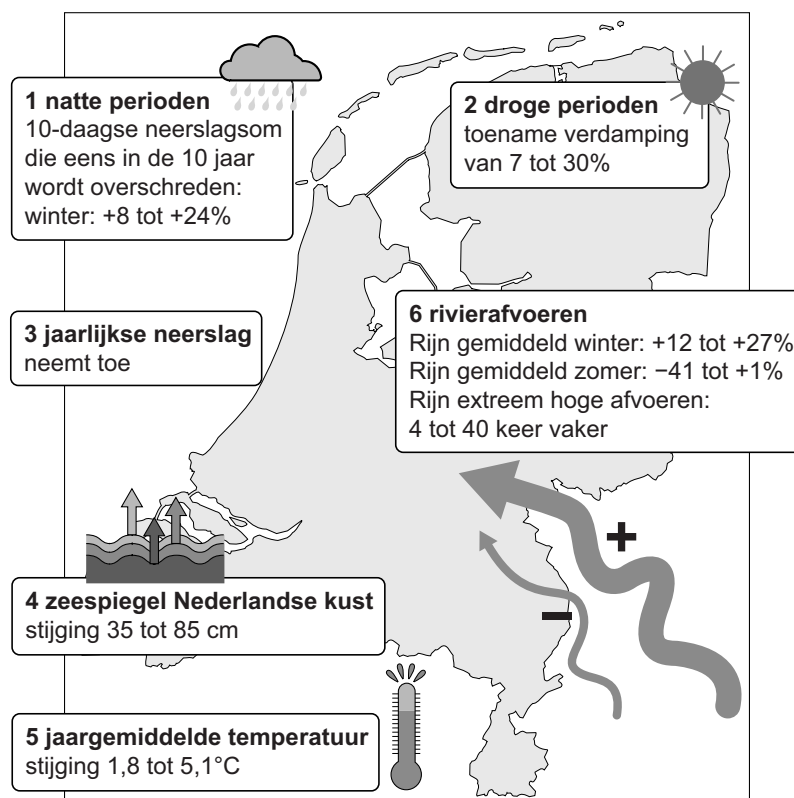 1 natte perioden
10-daagse neerslagsom
die eens in de 10 jaar
wordt overschreden:
winter: +8 tot +24%
2 droge perioden
toename verdamping
van 7 tot 30%
3 jaarlijkse neerslag
neemt toe
6 rivierafvoeren
Rijn gemiddeld winter: +12 tot +27%
Rijn gemiddeld zomer: −41 tot +1%
Rijn extreem hoge afvoeren:
4 tot 40 keer vaker
+
−
4 zeespiegel Nederlandse kust
stijging 35 tot 85 cm
5 jaargemiddelde temperatuur
stijging 1,8 tot 5,1°C